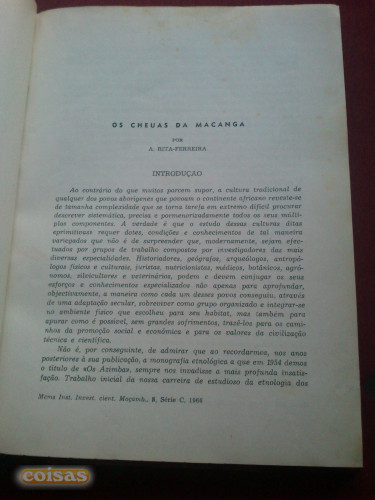 OS CHEUAS DA MACANGA
POR
A. RITA-FERREIRA
INTRODUÇÃO
Ao contrário do que muitos parecem supor, a cultura tradicional de
qualquer dos povos aborígenes que povoam o continente africano reveste-se
de tamanha complexidade que se torna tarefa em extremo difícil procurar
descrever sistemática, precisa e pormenorizadamente todos os seus múlti-
plos componentes. A verdade é que o estudo dessas culturas ditas
«primitivas» requer dotes, condições e conhecimentos de tal maneira
variegados que não é de surpreender que, modernamente, sejam efec-
tuados por grupos de trabalho compostos por investigadores das mais
diversas especialidades. Historiadores, geógrafos, arqueólogos, antropó-
logos físicos e culturais, juristas, nutricionistas, médicos, botânicos, agró-
nomos, silvicultores e veterinários, podem e devem conjugar os seus
esforços e conhecimentos especializados não apenas para aprofundar,
objectivamente, a maneira como cada um desses povos conseguiu, através
de uma adaptação secular, sobreviver como grupo organizado e integrar-se
no ambiente físico que escolheu para seu habitat, mas também para
apurar como é possível, sem grandes sofrimentos, trazê-los para os cami-
nhos da promoção social e económica e para os valores da civilização
técnica e científica.
Não é, por conseguinte, de admirar que ao recordarmos, nos anos
posteriores à sua publicação, a monografia etnológica a que em 1954 demos
o título de «Os Azimba», sempre nos invadisse a mais profunda insatis-
fação. Trabalho inicial da nossa carreira de estudioso da etnologia dos
Mems Inst. Invest. cient. Moçamb., 8, Série C, 1966
coisas